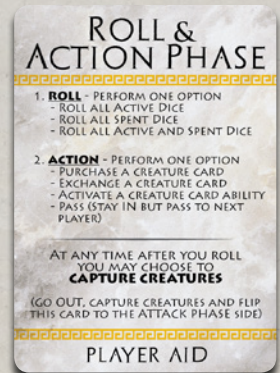 ROLL &
ACTION PHASE
1. ROLL - PERFORM ONE OPTION
- ROLL ALL ACTIVE DICE
- ROLL ALL SPENT DICE
- ROLL ALL ACTIVE AND SPENT DICE
2. ACTION - PERFORM ONE OPTION
- PURCHASE A CREATURE CARD
- EXCHANGE A CREATURE CARD
- ACTIVATE A CREATURE CARD ABILITY
- PASS (STAY IN BUT PASS TO NEXT
PLAYER)
AT ANY TIME AFTER YOU ROLL
YOU MAY CHOOSE TO
CAPTURE CREATURES
(GO OUT, CAPTURE CREATURES AND FLIP
THIS CARD TO THE ATTACK PHASE SIDE)
PLAYER AID